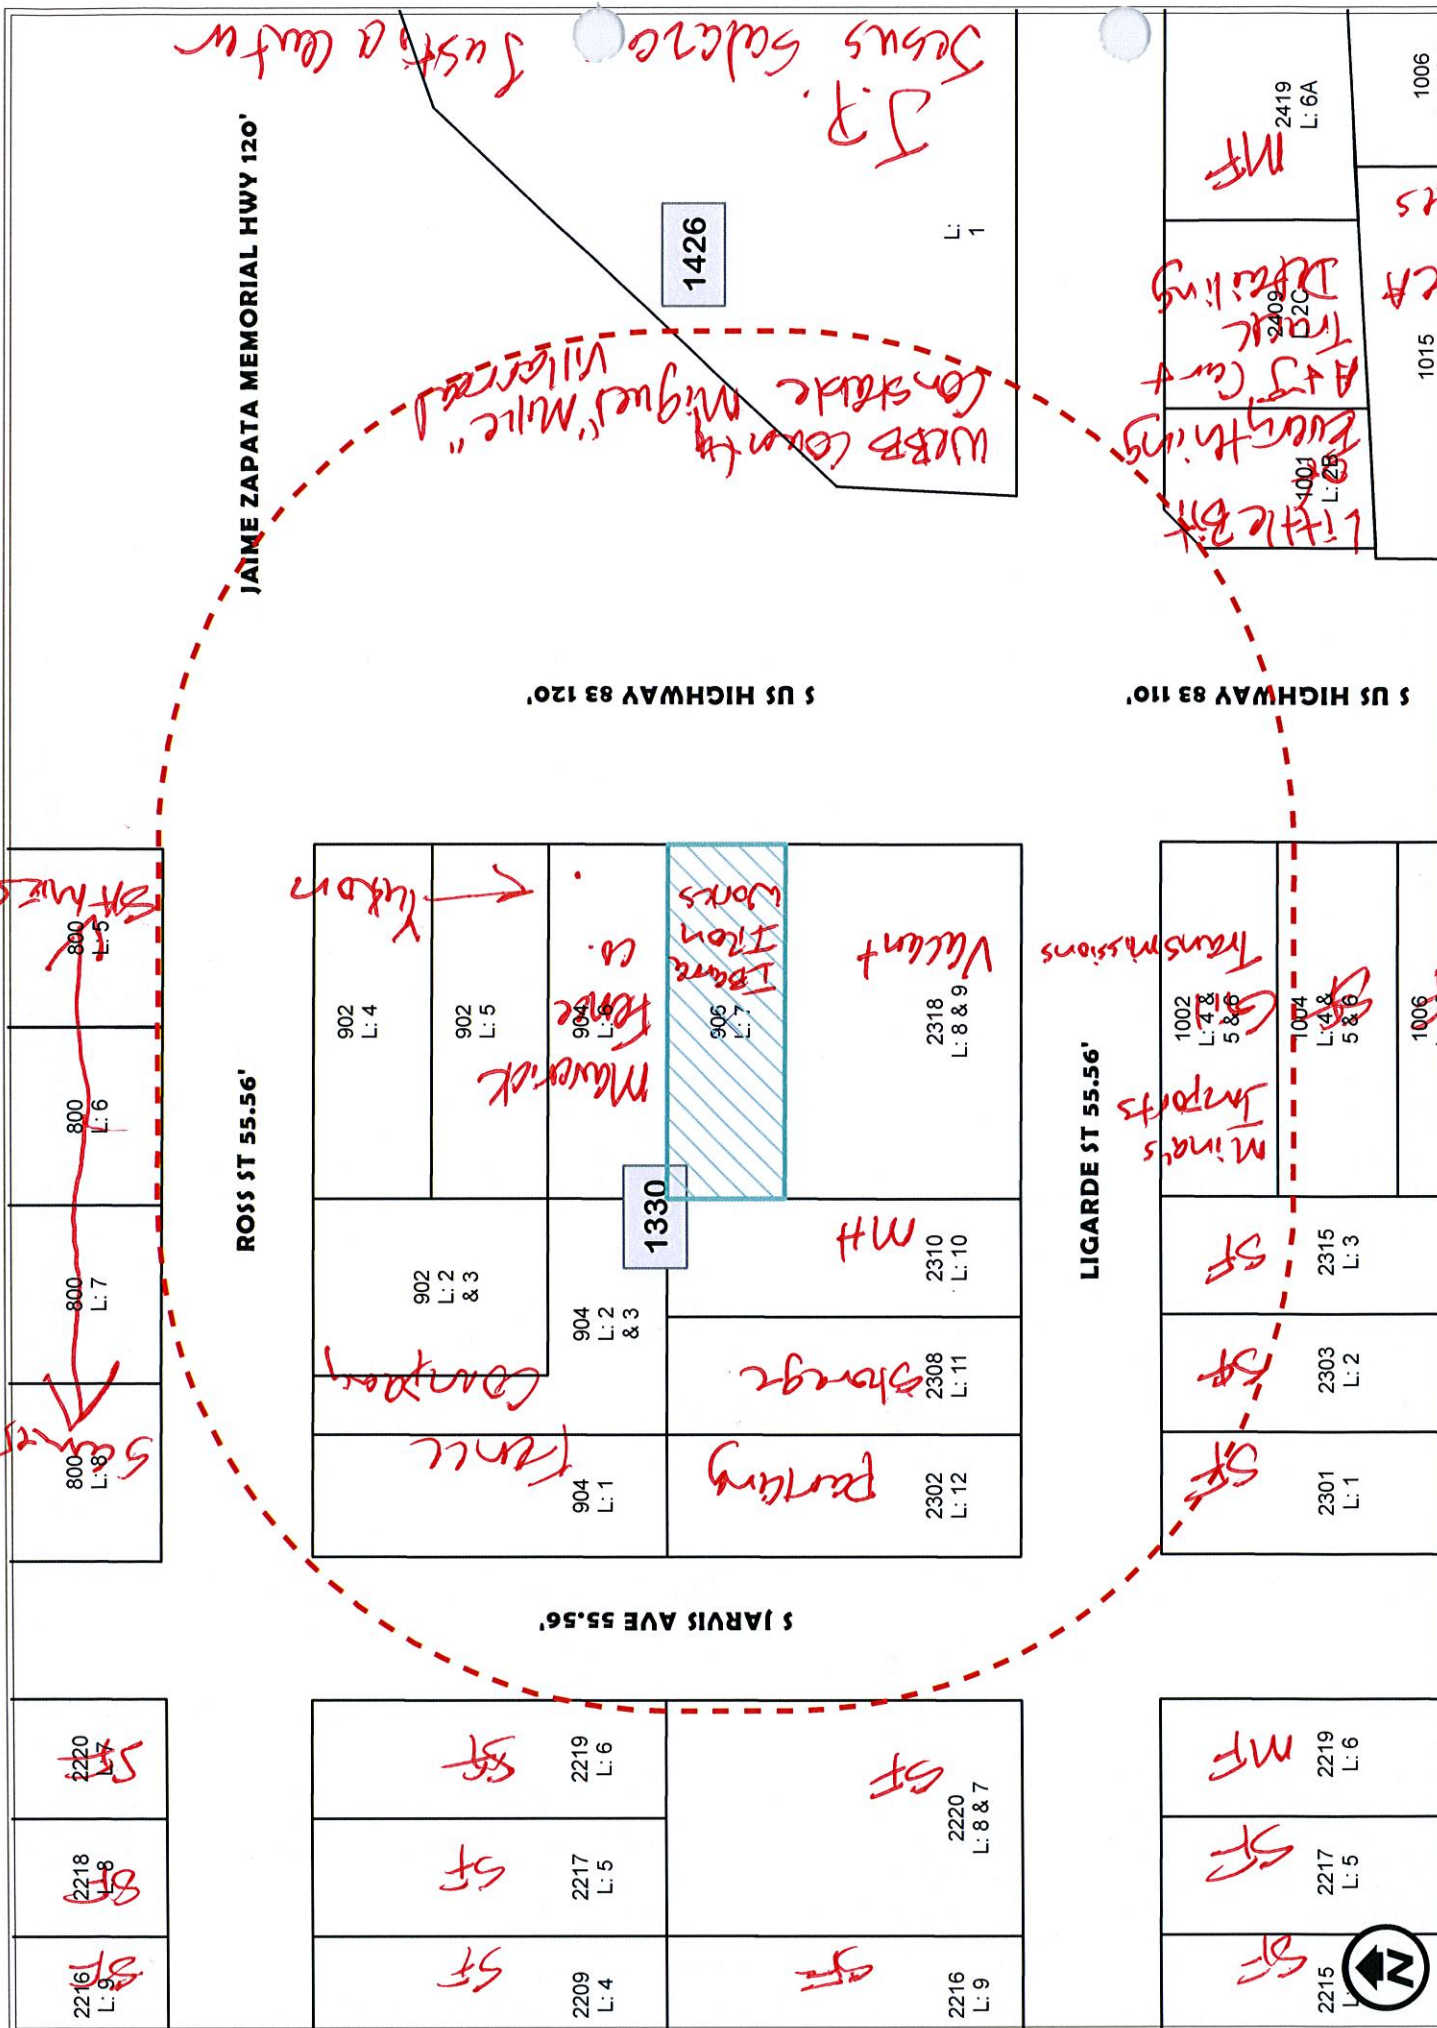 JAIME ZAPATA MEMORIAL HWY 120'
J.P.
Jesus Salazar
1426
L:
1
Webb County
Constable
Miguel "Mike"
Villarreal
MF
2419
L: 6A
1006
A+J Car +
Truck
Detailing
2409
L: 2C
1015
Little Bit
of
Everything
1001
L: 2B
S US HIGHWAY 83 120'
S US HIGHWAY 83 110'
800
L: 5
800
L: 6
800
L: 7
800
L: 8
Sames
ROSS ST 55.56'
Yukon
902
L: 4
902
L: 5
Maverick
Fence
Co.
904
L: 6
Ibarra
Iron
Works
906
L: 7
Vacant
2318
L: 8 & 9
1330
902
L: 2
& 3
904
L: 2
& 3
MH
2310
L: 10
Storage
2308
L: 11
Fence Company
904
L: 1
Parking
2302
L: 12
LIGARDE ST 55.56'
Mina's
Imports
Transmissions
1002
L: 4 &
5 & 6
1004
L: 4 &
5 & 6
1006
SF
2315
L: 3
SF
2303
L: 2
SF
2301
L: 1
S JARVIS AVE 55.56'
SF
2220
L: 7
SF
2218
L: 8
SF
2216
L: 9
SF
2219
L: 6
SF
2217
L: 5
SF
2209
L: 4
SF
2220
L: 8 & 7
SF
2216
L: 9
MF
2219
L: 6
SF
2217
L: 5
SF
2215
N